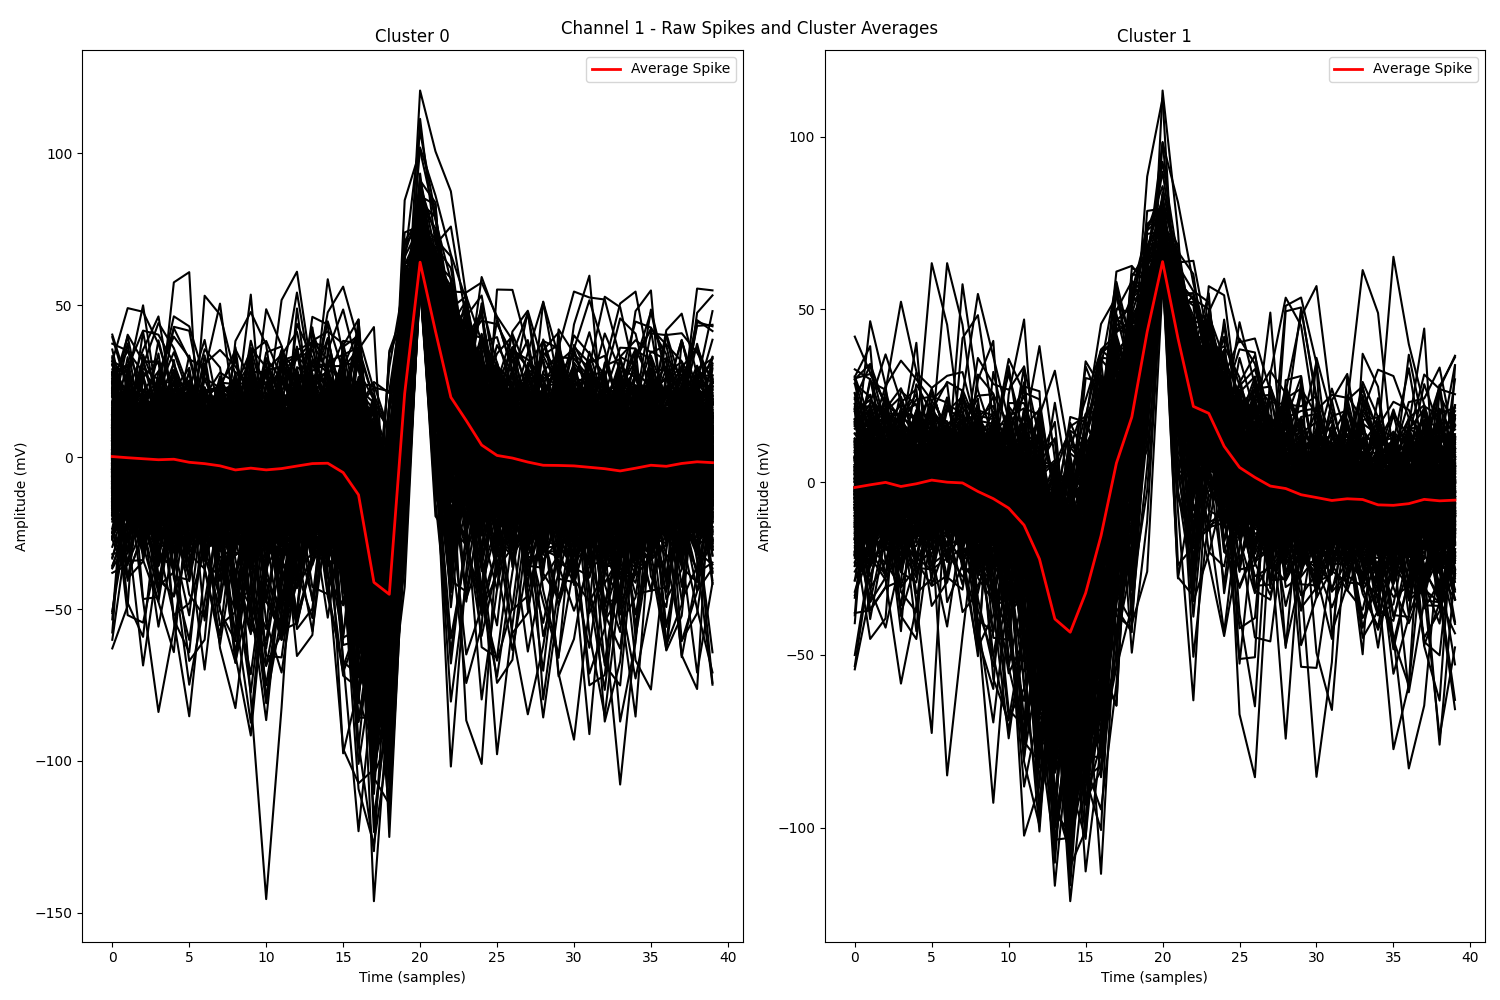 Channel 1 - Raw Spikes and Cluster Averages
Cluster 0
Average Spike
Amplitude (mV)
100
50
0
−50
−100
−150
0 5 10 15 20 25 30 35 40
Time (samples)
Cluster 1
Average Spike
Amplitude (mV)
100
50
0
−50
−100
0 5 10 15 20 25 30 35 40
Time (samples)